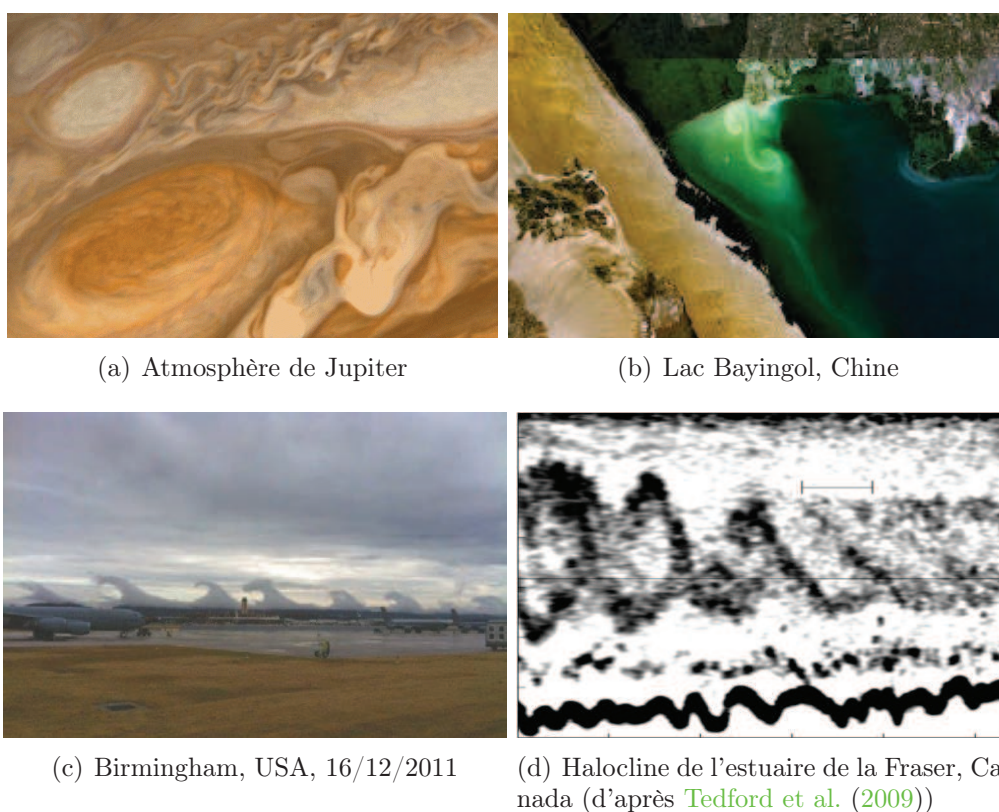 (a) Atmosphère de Jupiter
(b) Lac Bayingol, Chine
(c) Birmingham, USA, 16/12/2011
(d) Halocline de l'estuaire de la Fraser, Ca-
nada (d'après Tedford et al. (2009))